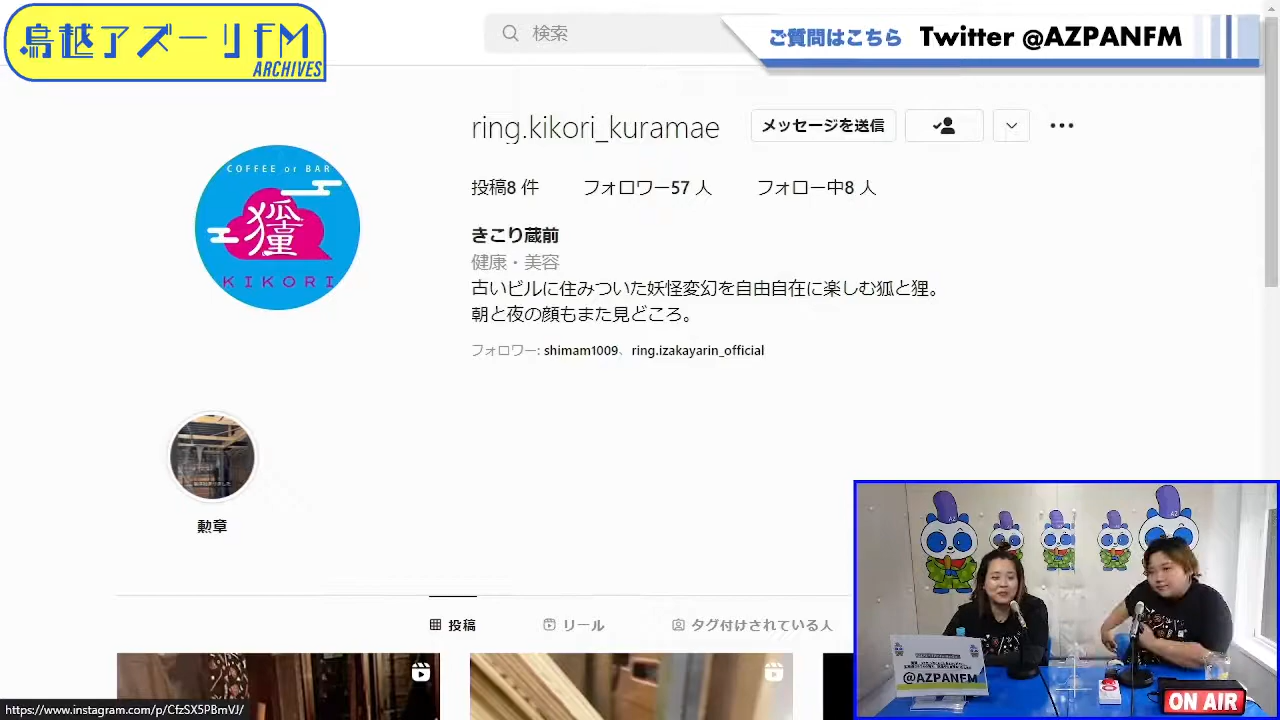 鳥越アズーリFM
ARCHIVES
検索
ご質問はこちら Twitter @AZPANFM
ring.kikori_kuramae
メッセージを送信
投稿8 件 フォロワー57 人 フォロー中8 人
COFFEE or BAR
KIKORI
きこり蔵前
健康・美容
古いビルに住みついた妖怪変幻を自由自在に楽しむ狐と狸。
朝と夜の顔もまた見どころ。
フォロワー: shimam1009、ring.izakayarin_official
勲章
投稿 リール タグ付けされている人
@AZPANFM
ON AIR
https://www.instagram.com/p/CfzSX5PBmVJ/